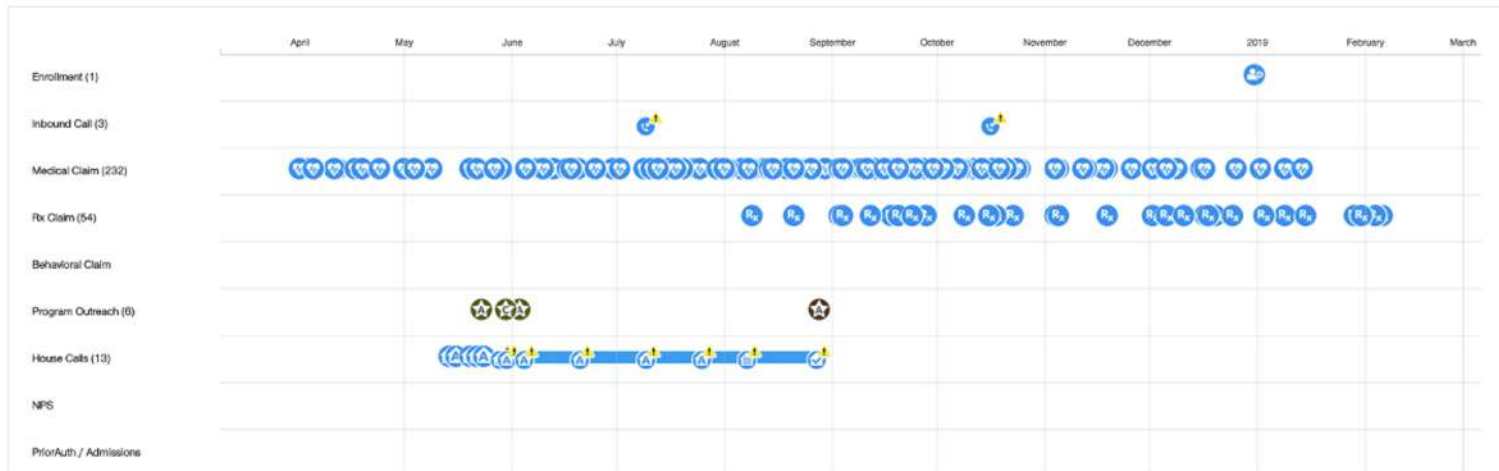 April May June July August September October November December 2019 February March
Enrollment (1)
Inbound Call (3)
Medical Claim (232)
Rx Claim (54)
Behavioral Claim
Program Outreach (6)
House Calls (13)
NPS
PriorAuth / Admissions